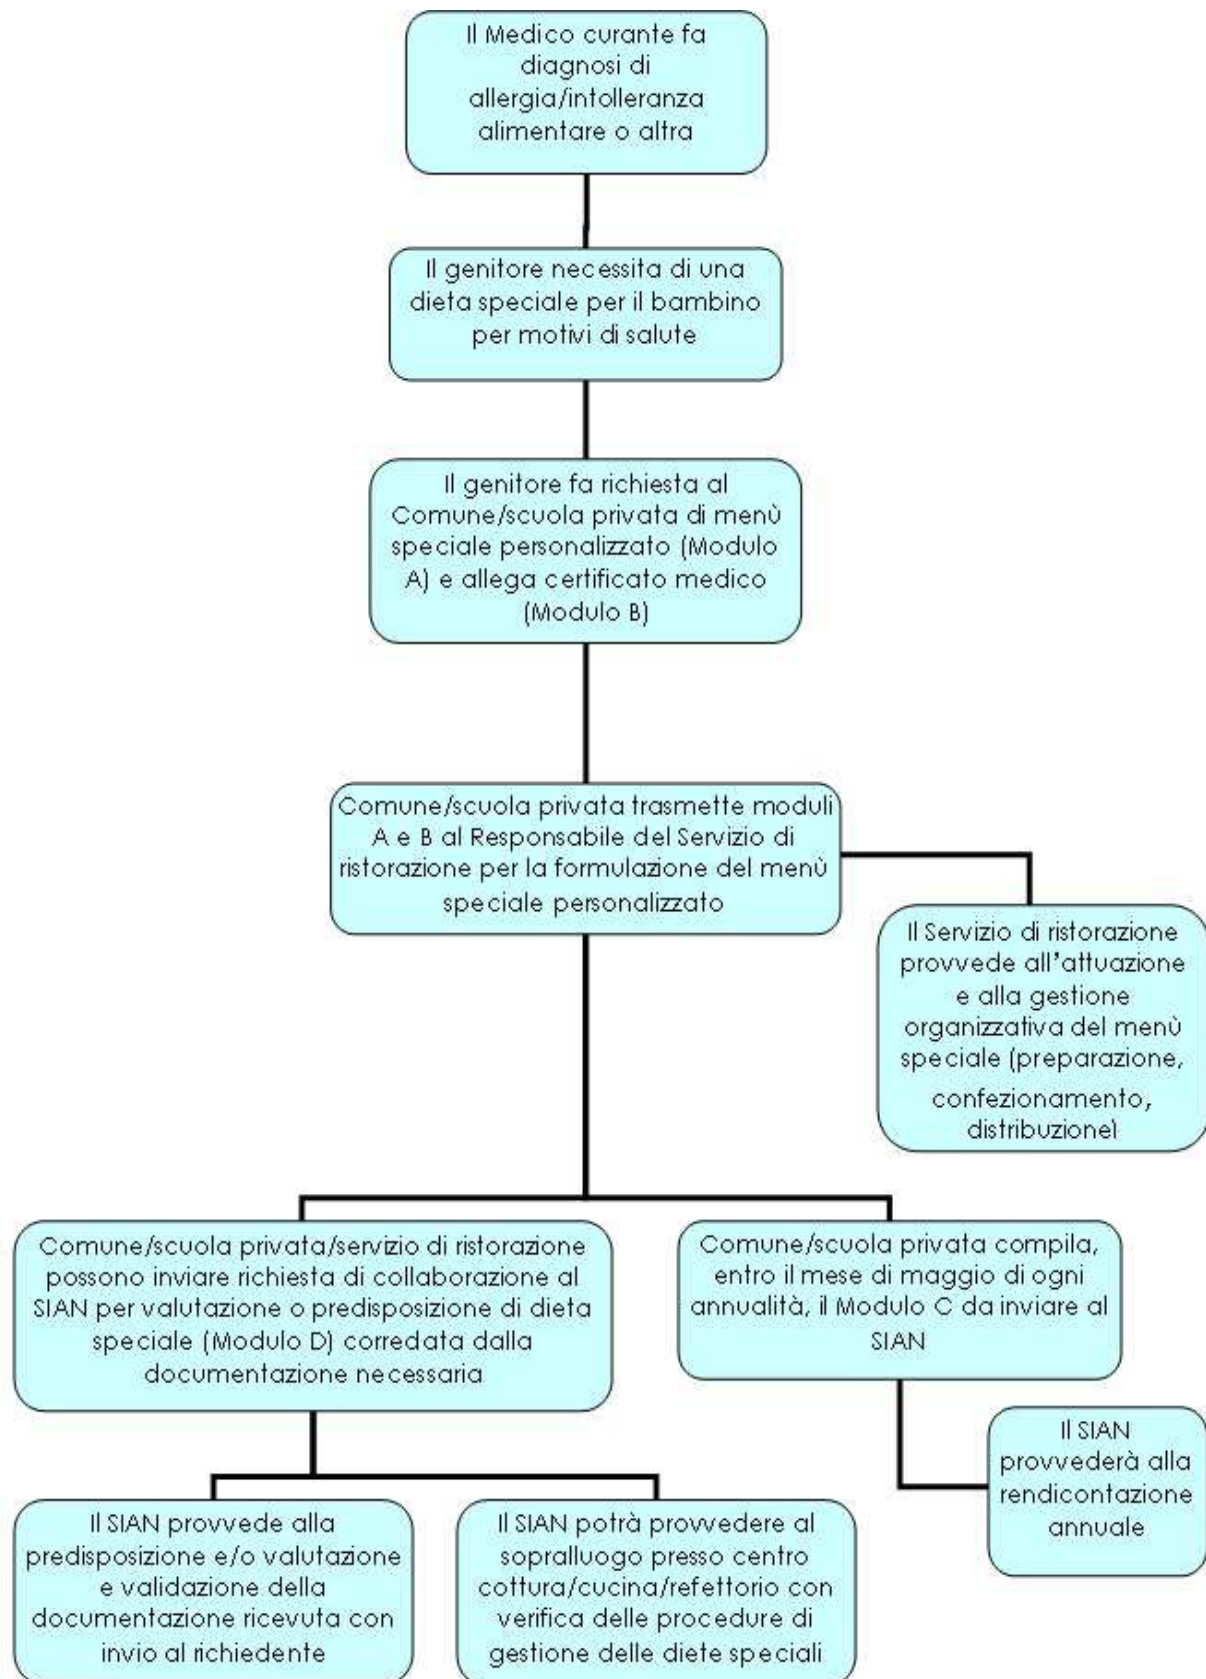 Il Medico curante fa
diagnosi di
allergia/intolleranza
alimentare o altra
Il genitore necessita di una
dieta speciale per il bambino
per motivi di salute
Il genitore fa richiesta al
Comune/scuola privata di menù
speciale personalizzato (Modulo
A) e allega certificato medico
(Modulo B)
Comune/scuola privata trasmette moduli
A e B al Responsabile del Servizio di
ristorazione per la formulazione del menù
speciale personalizzato
Il Servizio di ristorazione
provvede all'attuazione
e alla gestione
organizzativa del menù
speciale (preparazione,
confezionamento,
distribuzione)
Comune/scuola privata/servizio di ristorazione
possono inviare richiesta di collaborazione al
SIAN per valutazione o predisposizione di dieta
speciale (Modulo D) corredata dalla
documentazione necessaria
Comune/scuola privata compila,
entro il mese di maggio di ogni
annualità, il Modulo C da inviare al
SIAN
Il SIAN
provvederà alla
rendicontazione
annuale
Il SIAN provvede alla
predisposizione e/o valutazione
e validazione della
documentazione ricevuta con
invio al richiedente
Il SIAN potrà provvedere al
sopralluogo presso centro
cottura/cucina/refettorio con
verifica delle procedure di
gestione delle diete speciali